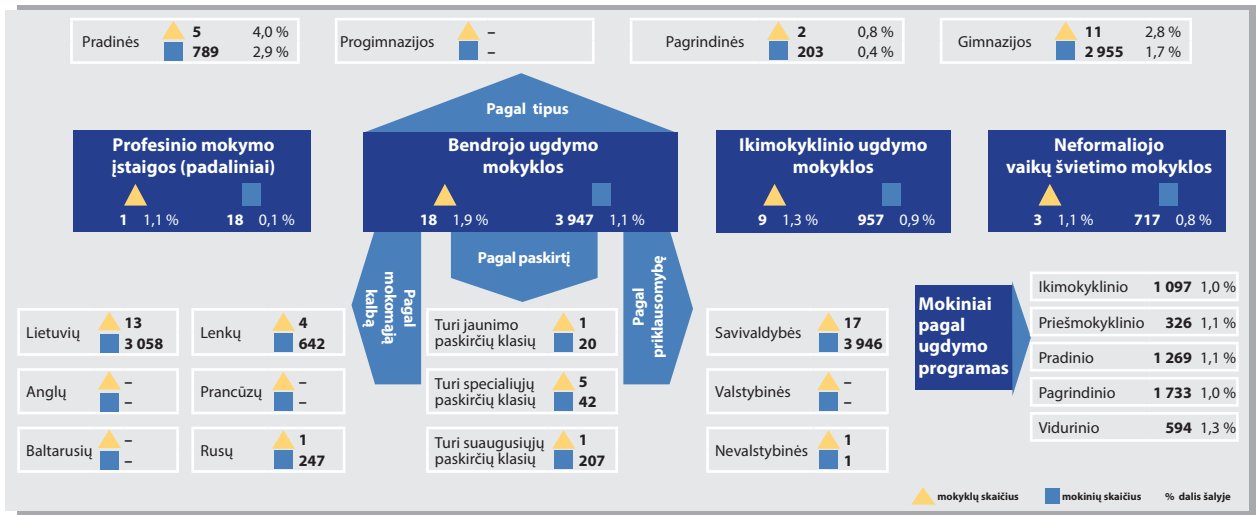 Pradinės 5 4,0 %
789 2,9 %
Progimnazijos –
–
Pagrindinės 2 0,8 %
203 0,4 %
Gimnazijos 11 2,8 %
2 955 1,7 %
Pagal tipus
Profesinio mokymo
įstaigos (padaliniai)
1 1,1 % 18 0,1 %
Bendrojo ugdymo
mokyklos
18 1,9 % 3 947 1,1 %
Ikimokyklinio ugdymo
mokyklos
9 1,3 % 957 0,9 %
Neformaliojo
vaikų švietimo mokyklos
3 1,1 % 717 0,8 %
Pagal
mokomąją
kalbą
Pagal paskirtį
Pagal
priklausomybę
Lietuvių 13
3 058
Lenkų 4
642
Anglų –
–
Prancūzų –
–
Baltarusių –
–
Rusų 1
247
Turi jaunimo
paskirčių klasių
1
20
Turi specialiųjų
paskirčių klasių
5
42
Turi suaugusiųjų
paskirčių klasių
1
207
Savivaldybės 17
3 946
Valstybinės –
–
Nevalstybinės 1
1
Mokiniai
pagal
ugdymo
programas
Ikimokyklinio 1 097 1,0 %
Priešmokyklinio 326 1,1 %
Pradinio 1 269 1,1 %
Pagrindinio 1 733 1,0 %
Vidurinio 594 1,3 %
mokyklų skaičius mokinių skaičius % dalis šalyje